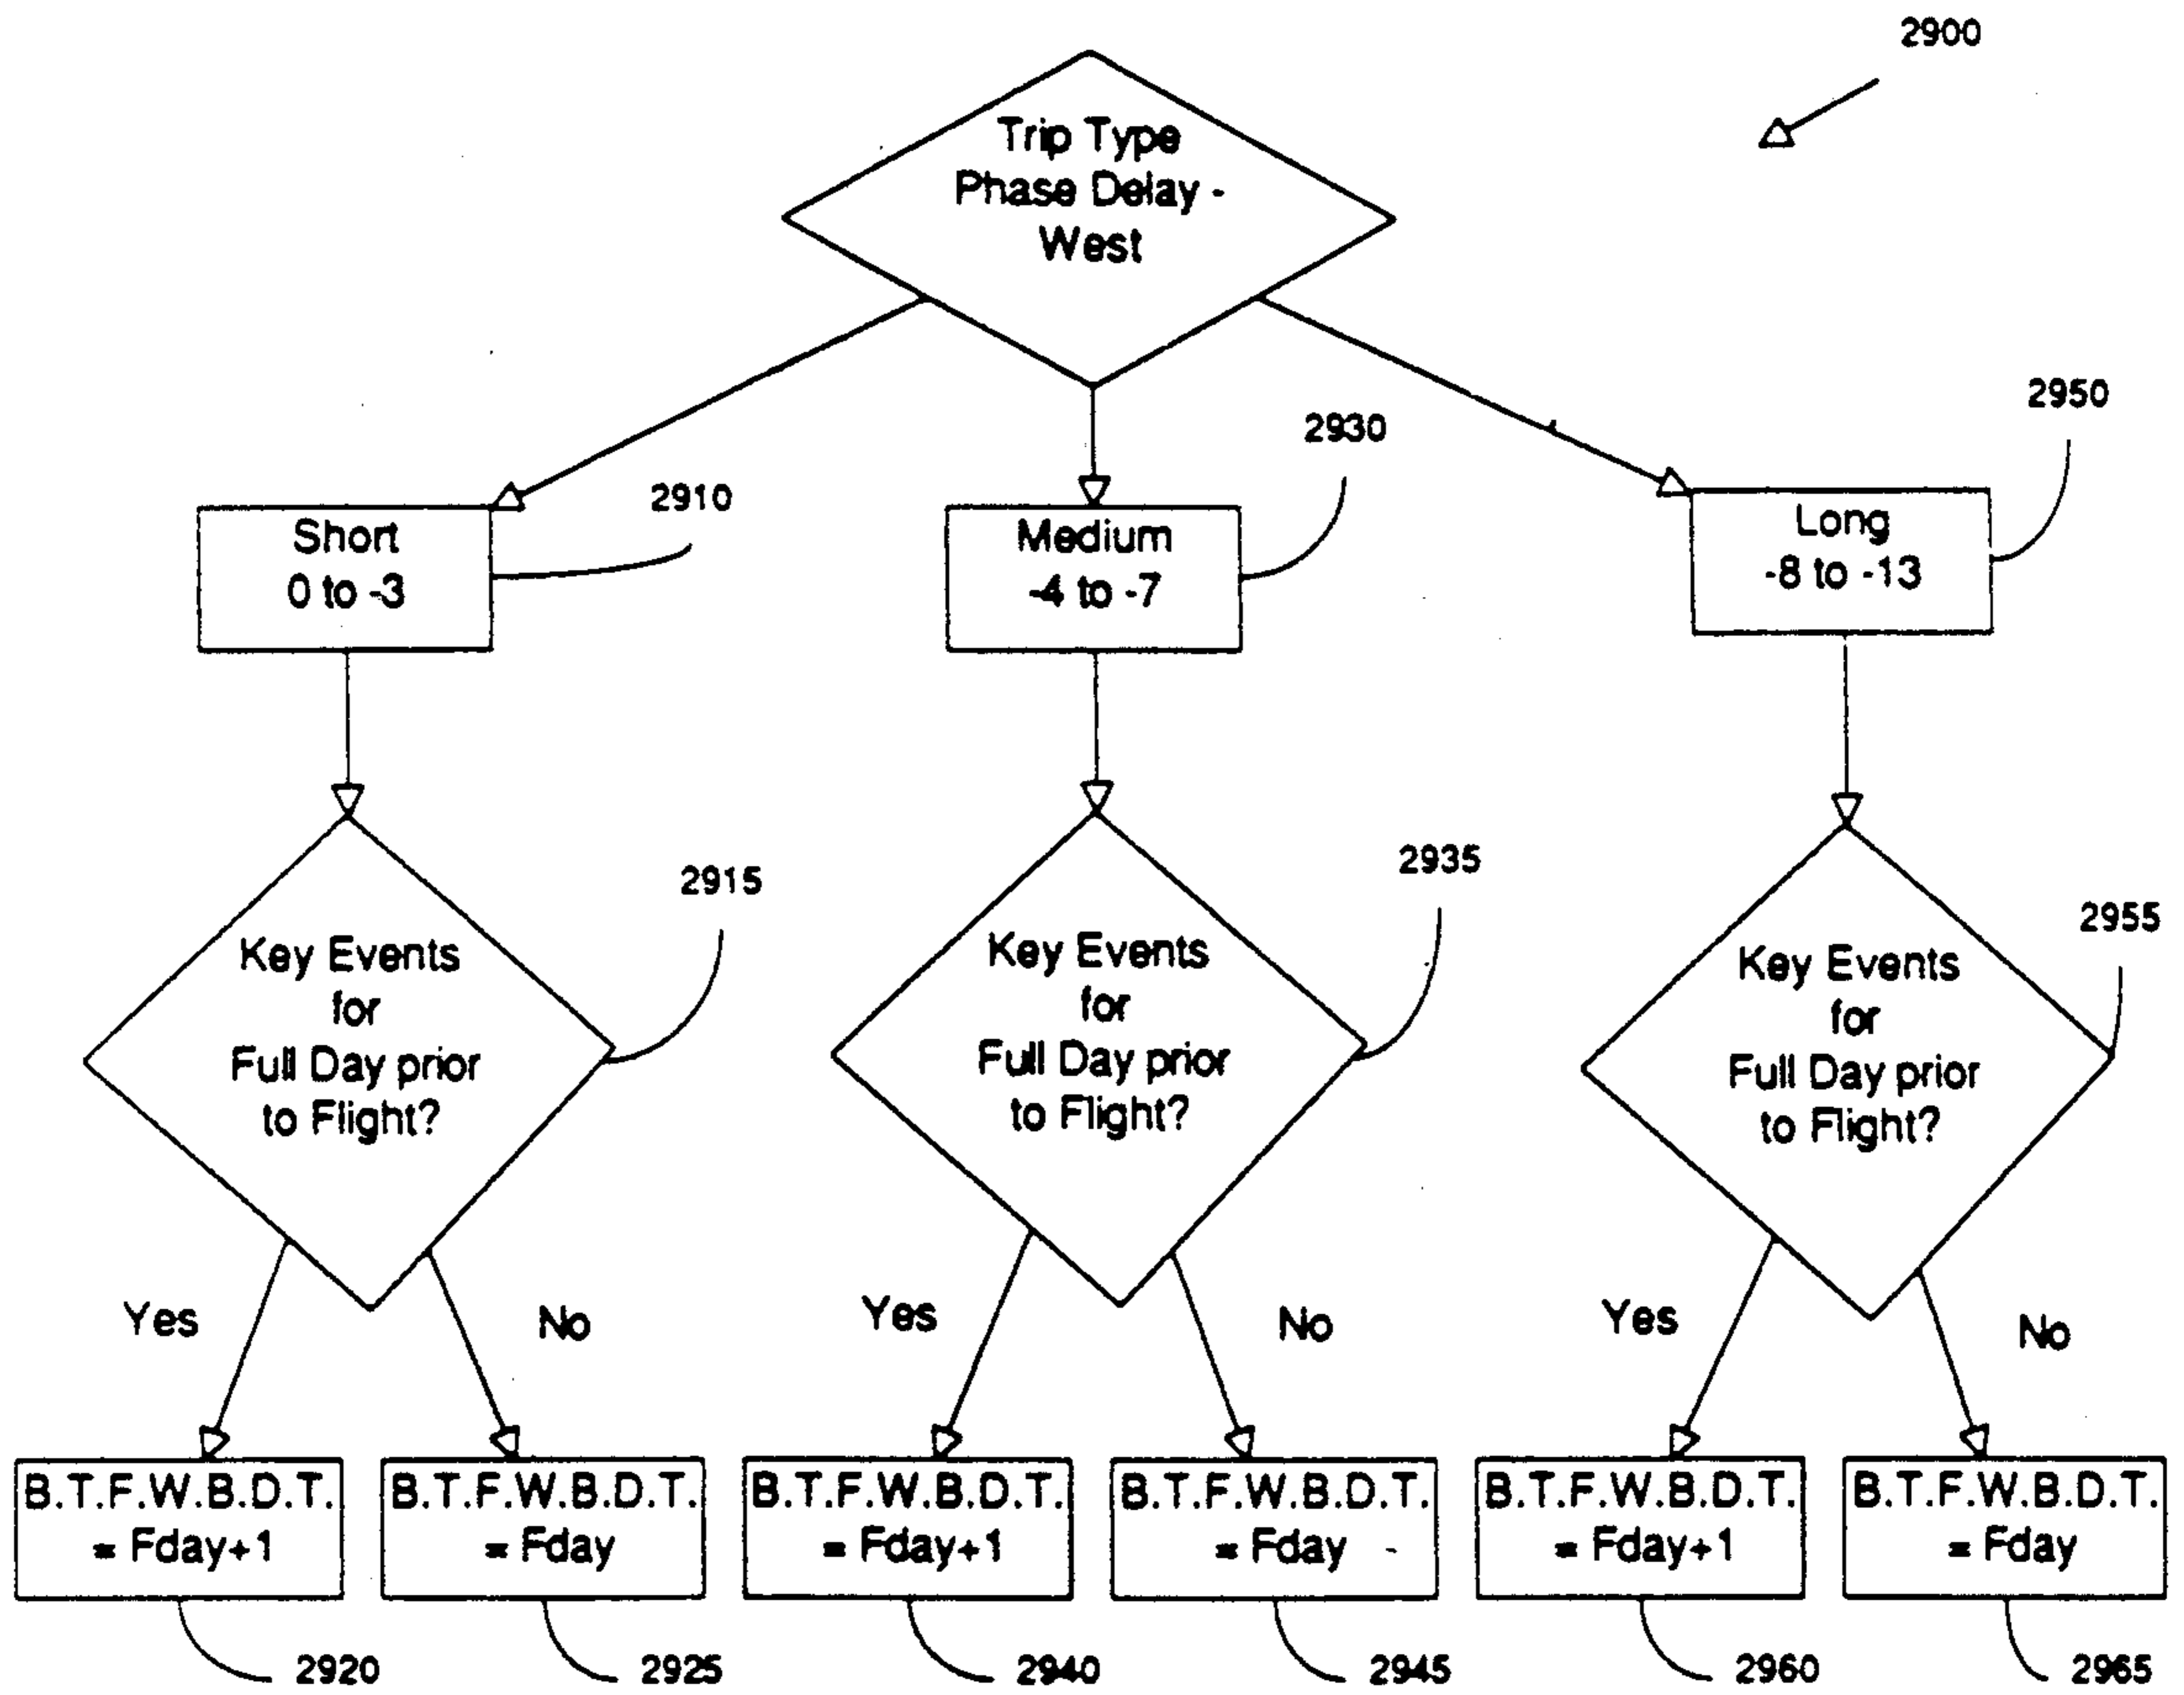 2900
Trip Type
Phase Delay -
West
2950
2930
2910
Short
0 to -3
Medium
-4 to -7
Long
-8 to -13
2915
2935
2955
Key Events
for
Full Day prior
to Flight?
Key Events
for
Full Day prior
to Flight?
Key Events
for
Full Day prior
to Flight?
Yes
No
Yes
No
Yes
No
B.T.F.W.B.D.T.
= Fday+1
B.T.F.W.B.D.T.
= Fday
B.T.F.W.B.D.T.
= Fday+1
B.T.F.W.B.D.T.
= Fday
B.T.F.W.B.D.T.
= Fday+1
B.T.F.W.B.D.T.
= Fday
2920
2925
2940
2945
2960
2965